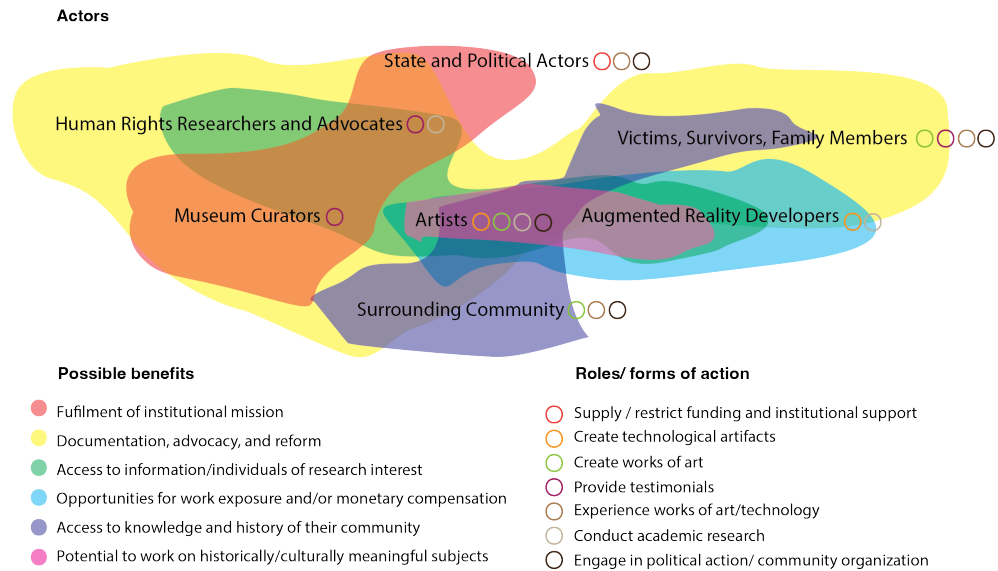 Actors
State and Political Actors
Human Rights Researchers and Advocates
Victims, Survivors, Family Members
Museum Curators
Artists
Augmented Reality Developers
Surrounding Community
Possible benefits
Fufilment of institutional mission
Documentation, advocacy, and reform
Access to information/individuals of research interest
Opportunities for work exposure and/or monetary compensation
Access to knowledge and history of their community
Potential to work on historically/culturally meaningful subjects
Roles/ forms of action
Supply / restrict funding and institutional support
Create technological artifacts
Create works of art
Provide testimonials
Experience works of art/technology
Conduct academic research
Engage in political action/ community organization